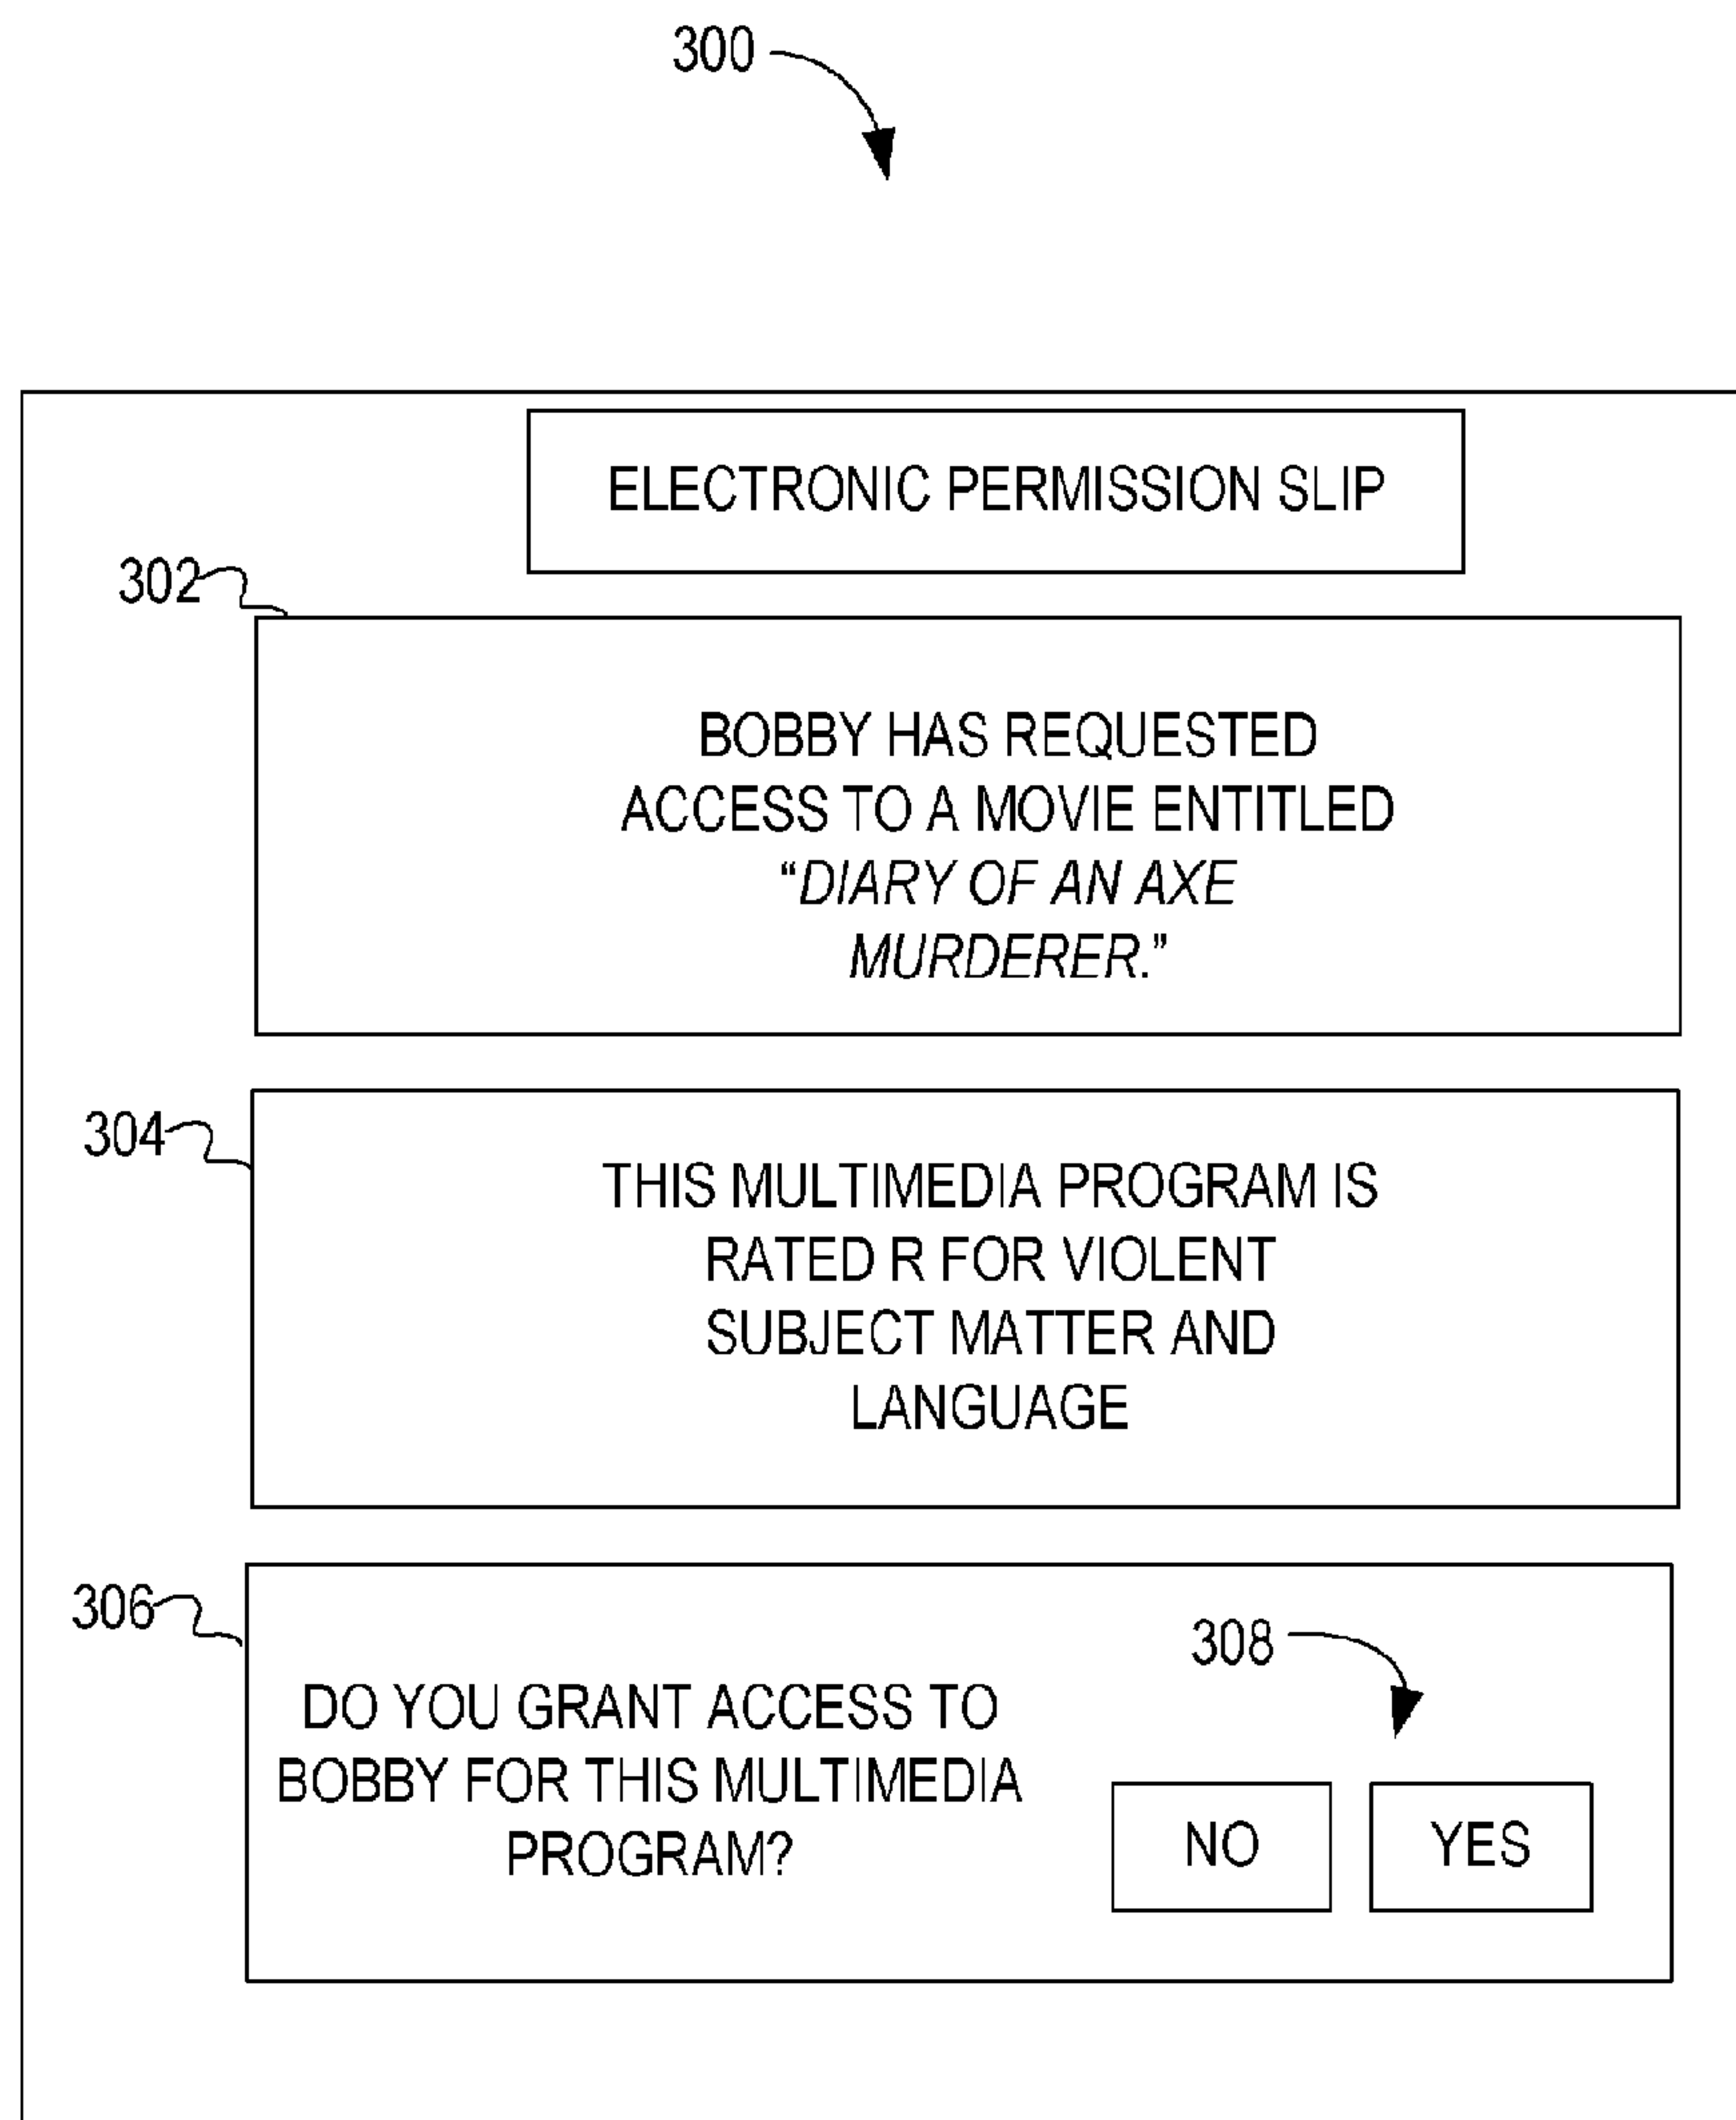 300
ELECTRONIC PERMISSION SLIP
302
BOBBY HAS REQUESTED
ACCESS TO A MOVIE ENTITLED
“DIARY OF AN AXE
MURDERER.”
304
THIS MULTIMEDIA PROGRAM IS
RATED R FOR VIOLENT
SUBJECT MATTER AND
LANGUAGE
306
308
DO YOU GRANT ACCESS TO
BOBBY FOR THIS MULTIMEDIA
PROGRAM?
NO
YES